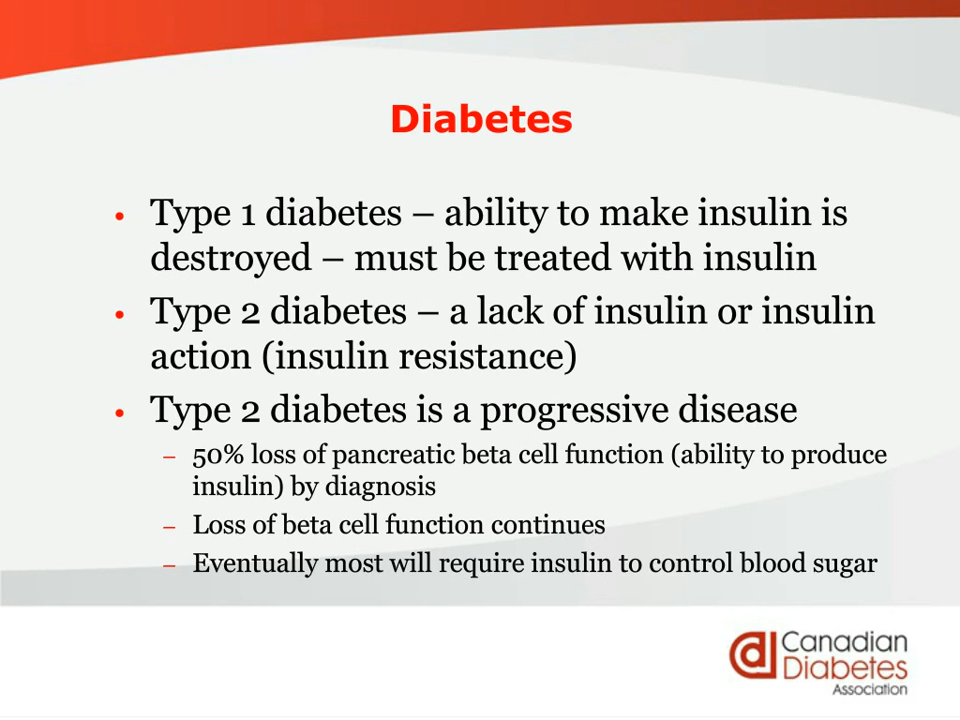 Diabetes
• Type 1 diabetes – ability to make insulin is
destroyed – must be treated with insulin
• Type 2 diabetes – a lack of insulin or insulin
action (insulin resistance)
• Type 2 diabetes is a progressive disease
– 50% loss of pancreatic beta cell function (ability to produce
insulin) by diagnosis
– Loss of beta cell function continues
– Eventually most will require insulin to control blood sugar
Canadian
Diabetes
Association